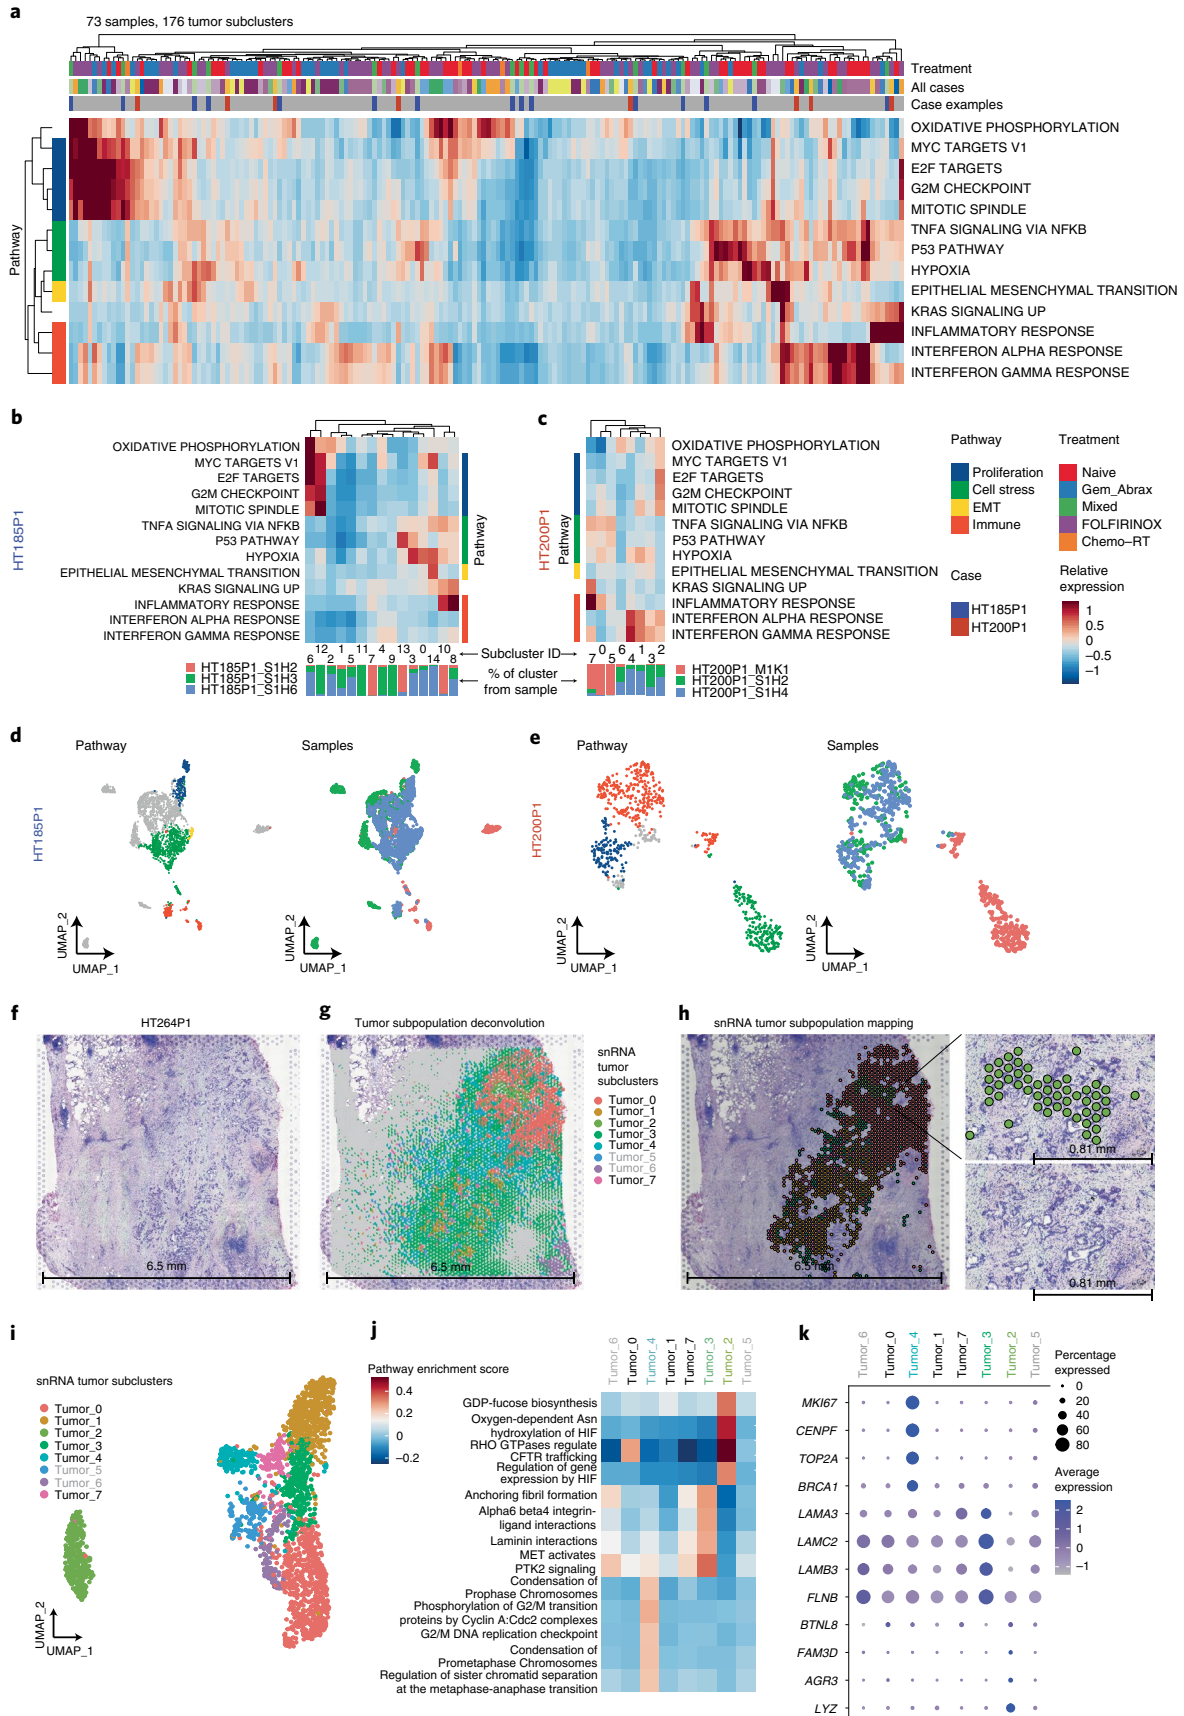 a
73 samples, 176 tumor subclusters
Treatment
All cases
Case examples
Pathway
OXIDATIVE PHOSPHORYLATION
MYC TARGETS V1
E2F TARGETS
G2M CHECKPOINT
MITOTIC SPINDLE
TNFA SIGNALING VIA NFKB
P53 PATHWAY
HYPOXIA
EPITHELIAL MESENCHYMAL TRANSITION
KRAS SIGNALING UP
INFLAMMATORY RESPONSE
INTERFERON ALPHA RESPONSE
INTERFERON GAMMA RESPONSE
b
HT185P1
OXIDATIVE PHOSPHORYLATION
MYC TARGETS V1
E2F TARGETS
G2M CHECKPOINT
MITOTIC SPINDLE
TNFA SIGNALING VIA NFKB
P53 PATHWAY
HYPOXIA
EPITHELIAL MESENCHYMAL TRANSITION
KRAS SIGNALING UP
INFLAMMATORY RESPONSE
INTERFERON ALPHA RESPONSE
INTERFERON GAMMA RESPONSE
Pathway
12 1 11 4 13 0 10
6 2 5 7 9 3 14 8
HT185P1_S1H2
HT185P1_S1H3
HT185P1_S1H6
Subcluster ID
% of cluster
from sample
c
HT200P1
Pathway
OXIDATIVE PHOSPHORYLATION
MYC TARGETS V1
E2F TARGETS
G2M CHECKPOINT
MITOTIC SPINDLE
TNFA SIGNALING VIA NFKB
P53 PATHWAY
HYPOXIA
EPITHELIAL MESENCHYMAL TRANSITION
KRAS SIGNALING UP
INFLAMMATORY RESPONSE
INTERFERON ALPHA RESPONSE
INTERFERON GAMMA RESPONSE
0 6 1 2
7 5 4 3
HT200P1_M1K1
HT200P1_S1H2
HT200P1_S1H4
Pathway
Proliferation
Cell stress
EMT
Immune
Treatment
Naive
Gem_Abrax
Mixed
FOLFIRINOX
Chemo–RT
Case
HT185P1
HT200P1
Relative
expression
1
0.5
0
−0.5
−1
d
HT185P1
Pathway
Samples
UMAP_2
UMAP_1
UMAP_2
UMAP_1
e
HT200P1
Pathway
Samples
UMAP_2
UMAP_1
UMAP_2
UMAP_1
f
HT264P1
6.5 mm
g
Tumor subpopulation deconvolution
6.5 mm
snRNA
tumor
subclusters
Tumor_0
Tumor_1
Tumor_2
Tumor_3
Tumor_4
Tumor_5
Tumor_6
Tumor_7
h
snRNA tumor subpopulation mapping
6.5 mm
0.81 mm
0.81 mm
i
snRNA tumor subclusters
Tumor_0
Tumor_1
Tumor_2
Tumor_3
Tumor_4
Tumor_5
Tumor_6
Tumor_7
UMAP_2
UMAP_1
j
Pathway enrichment score
0.4
0.2
0
−0.2
Tumor_6
Tumor_0
Tumor_4
Tumor_1
Tumor_7
Tumor_3
Tumor_2
Tumor_5
GDP-fucose biosynthesis
Oxygen-dependent Asn
hydroxylation of HIF
RHO GTPases regulate
CFTR trafficking
Regulation of gene
expression by HIF
Anchoring fibril formation
Alpha6 beta4 integrin-
ligand interactions
Laminin interactions
MET activates
PTK2 signaling
Condensation of
Prophase Chromosomes
Phosphorylation of G2/M transition
proteins by Cyclin A:Cdc2 complexes
G2/M DNA replication checkpoint
Condensation of
Prometaphase Chromosomes
Regulation of sister chromatid separation
at the metaphase-anaphase transition
k
Tumor_6
Tumor_0
Tumor_4
Tumor_1
Tumor_7
Tumor_3
Tumor_2
Tumor_5
MKI67
CENPF
TOP2A
BRCA1
LAMA3
LAMC2
LAMB3
FLNB
BTNL8
FAM3D
AGR3
LYZ
Percentage
expressed
0
20
40
60
80
Average
expression
2
1
0
−1